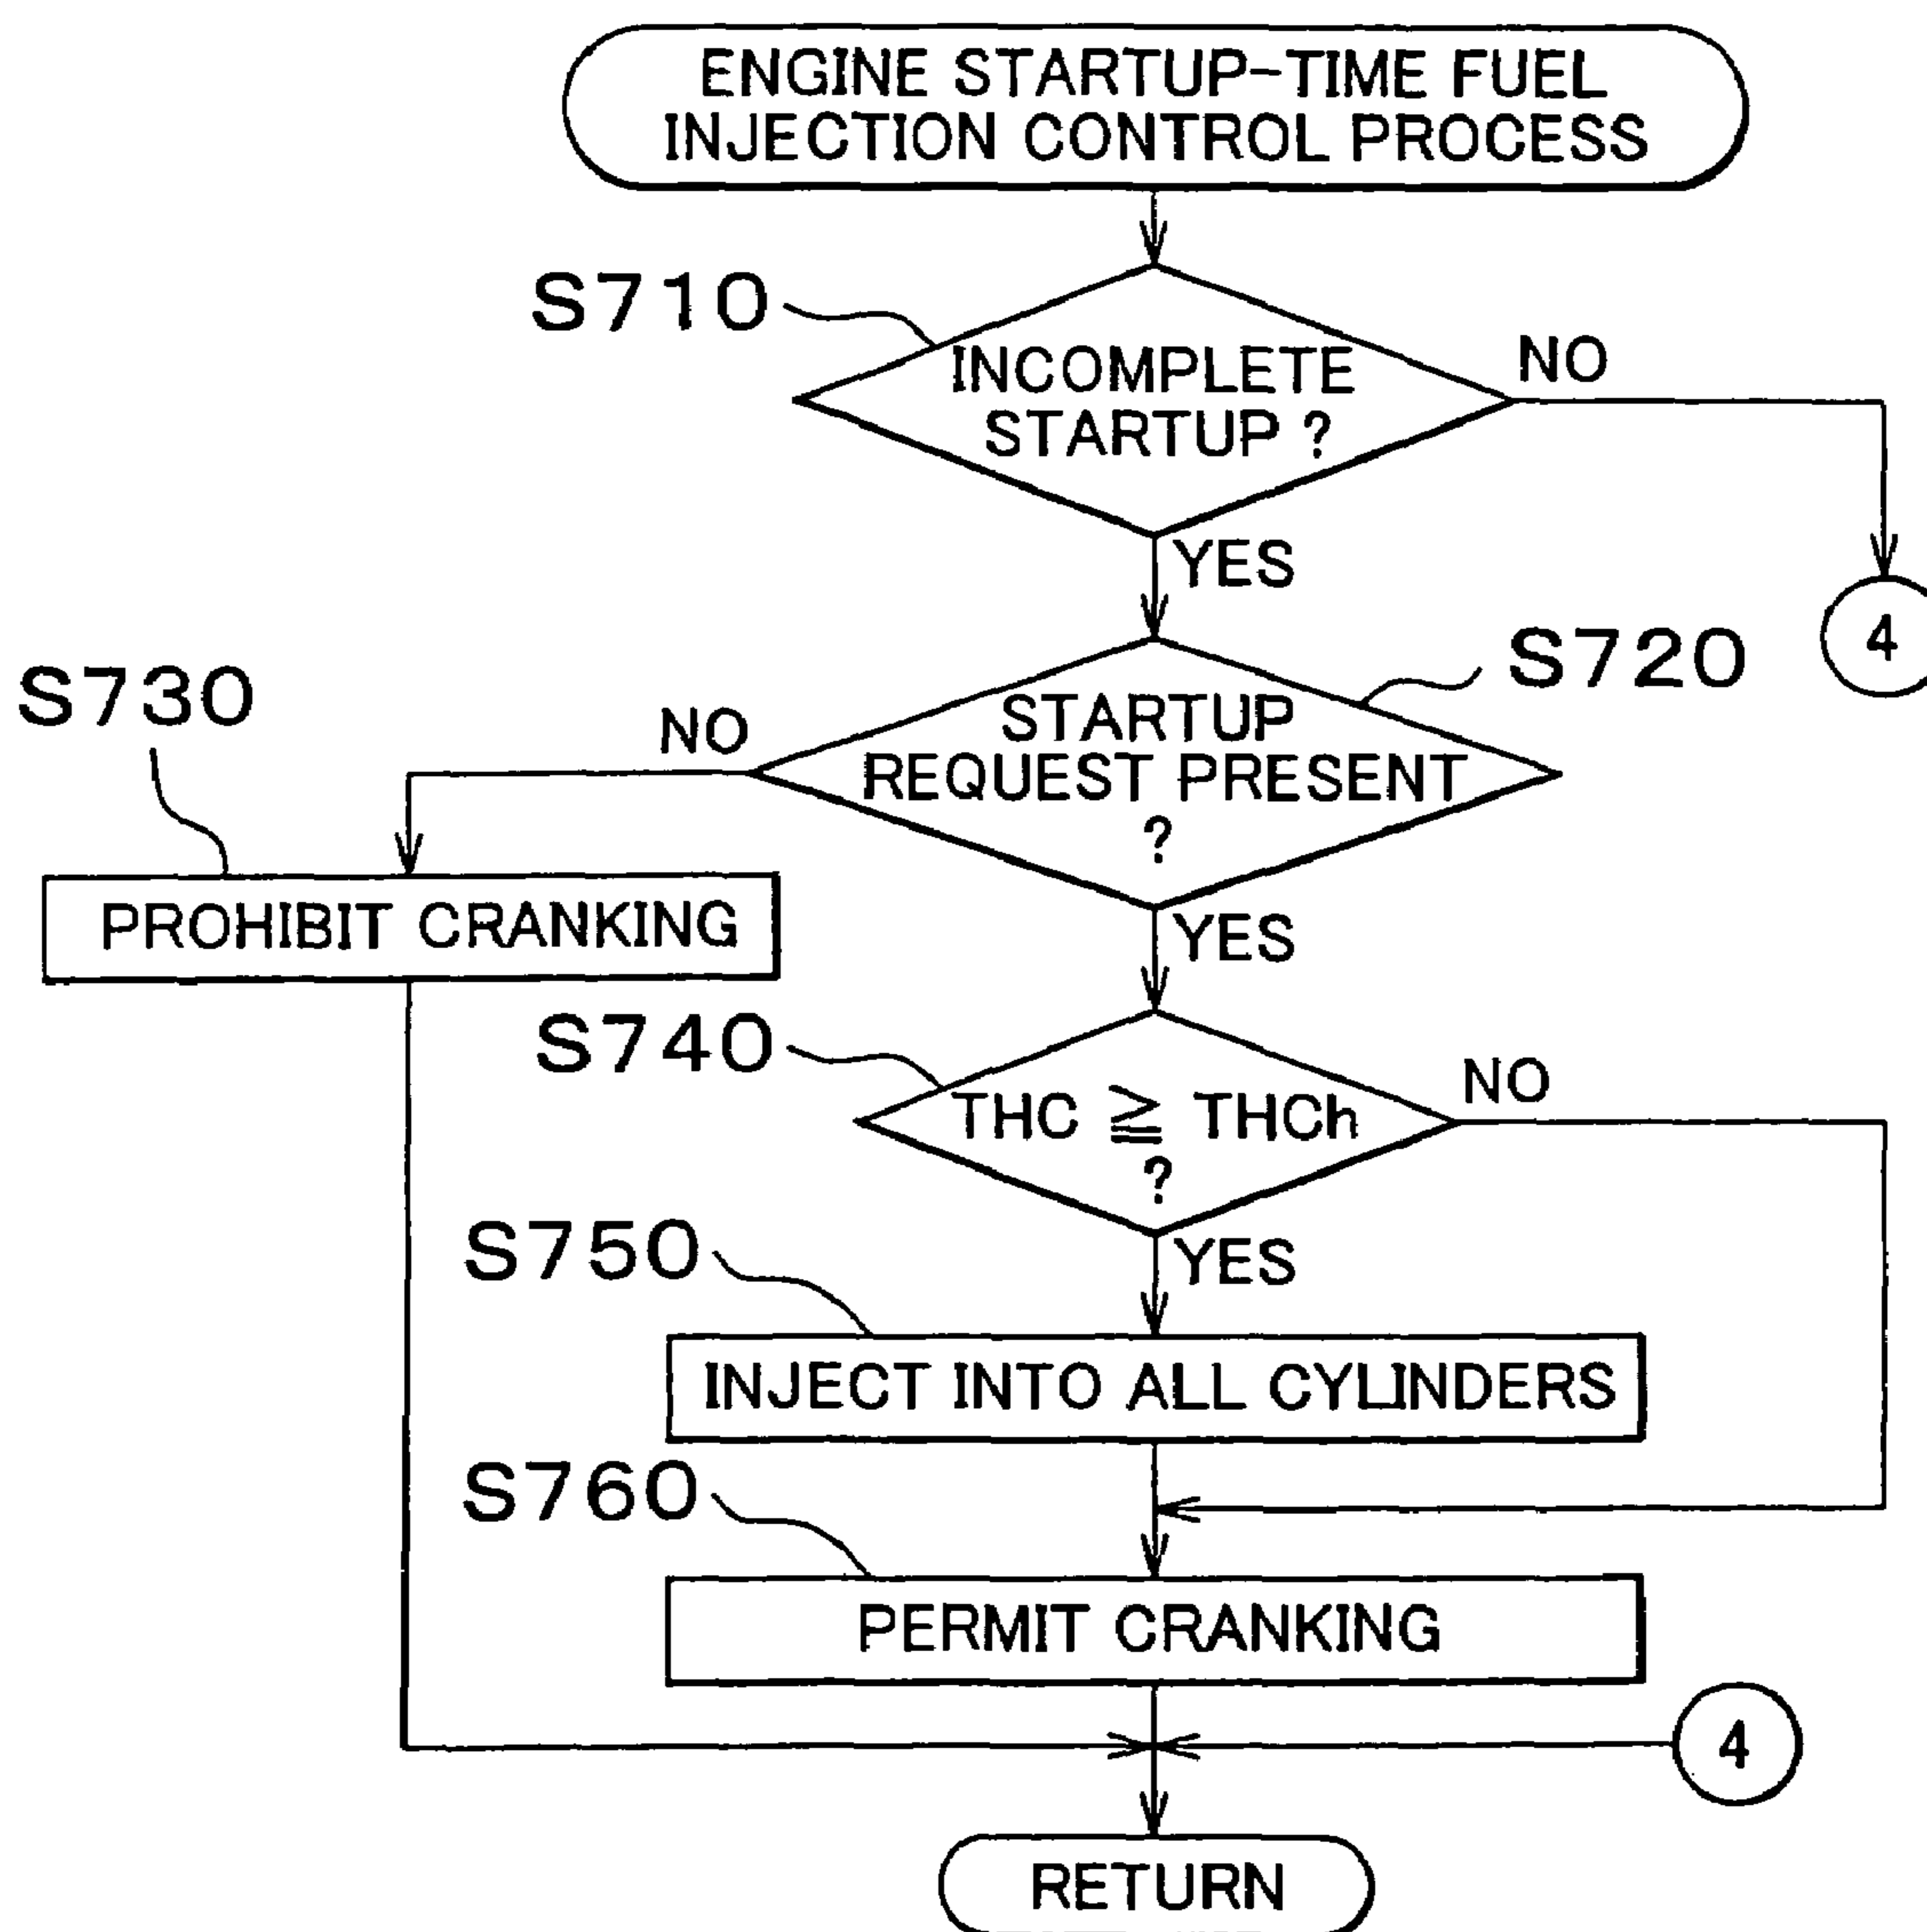 ENGINE STARTUP-TIME FUEL
INJECTION CONTROL PROCESS
S710
INCOMPLETE
STARTUP ?
NO
YES
4
S720
S730
NO
STARTUP
REQUEST PRESENT
?
PROHIBIT CRANKING
YES
S740
THC ≧ THCh
?
NO
S750
YES
INJECT INTO ALL CYLINDERS
S760
PERMIT CRANKING
4
RETURN